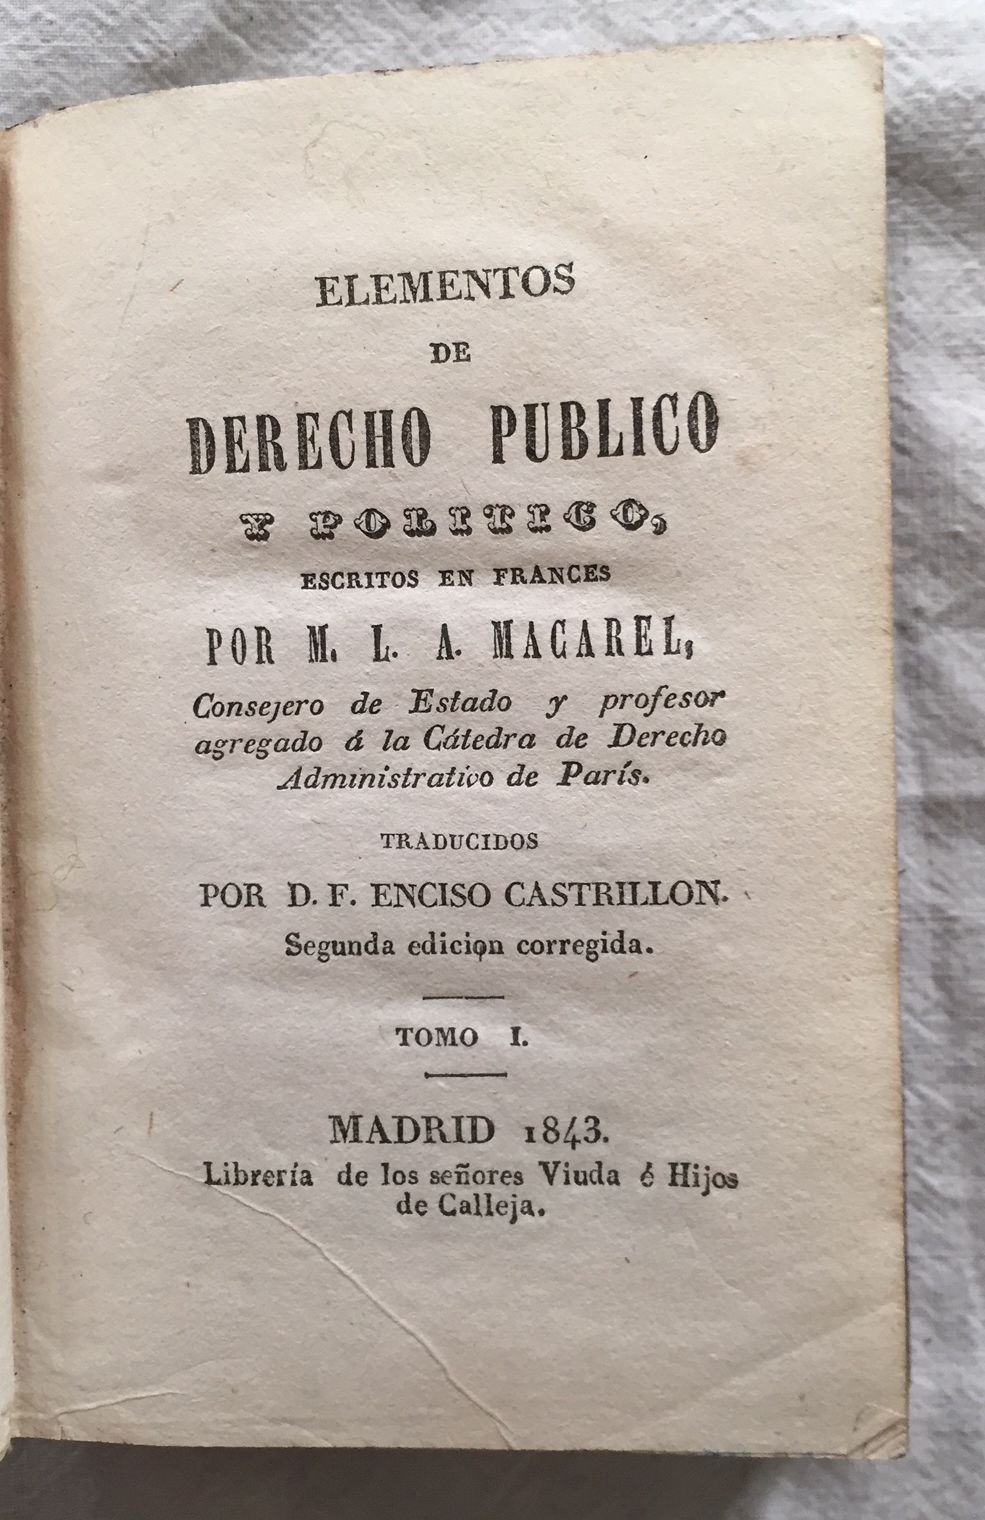 ELEMENTOS
DE
DERECHO PUBLICO
Y POLITICO,
ESCRITOS EN FRANCES
POR M. L. A. MACAREL,
Consejero de Estado y profesor
agregado á la Cátedra de Derecho
Administrativo de París.
TRADUCIDOS
POR D. F. ENCISO CASTRILLON.
Segunda edicion corregida.
TOMO I.
MADRID 1843.
Librería de los señores Viuda é Hijos
de Calleja.